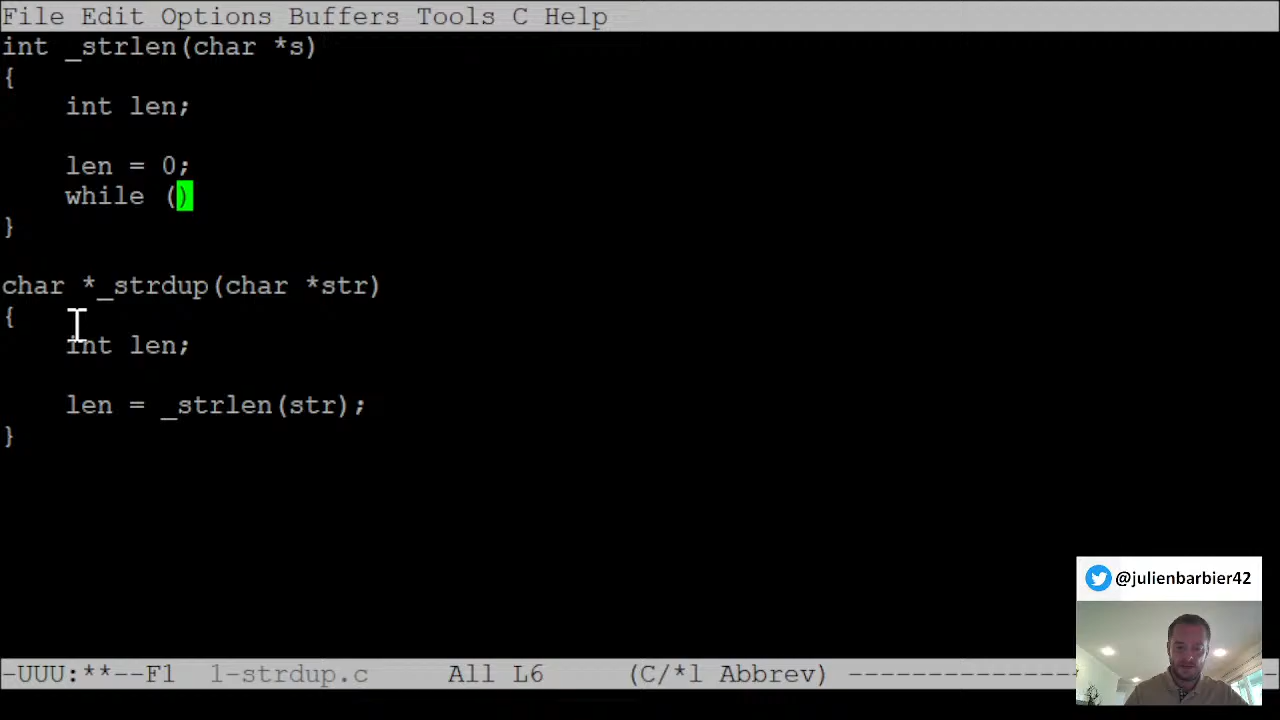 File Edit Options Buffers Tools C Help
int _strlen(char *s)
{
    int len;
    len = 0;
    while ()
}
char *_strdup(char *str)
{
    int len;
    len = _strlen(str);
}
@julienbarbier42
-UUU:**--F1  1-strdup.c     All L6     (C/*l Abbrev) ---------------